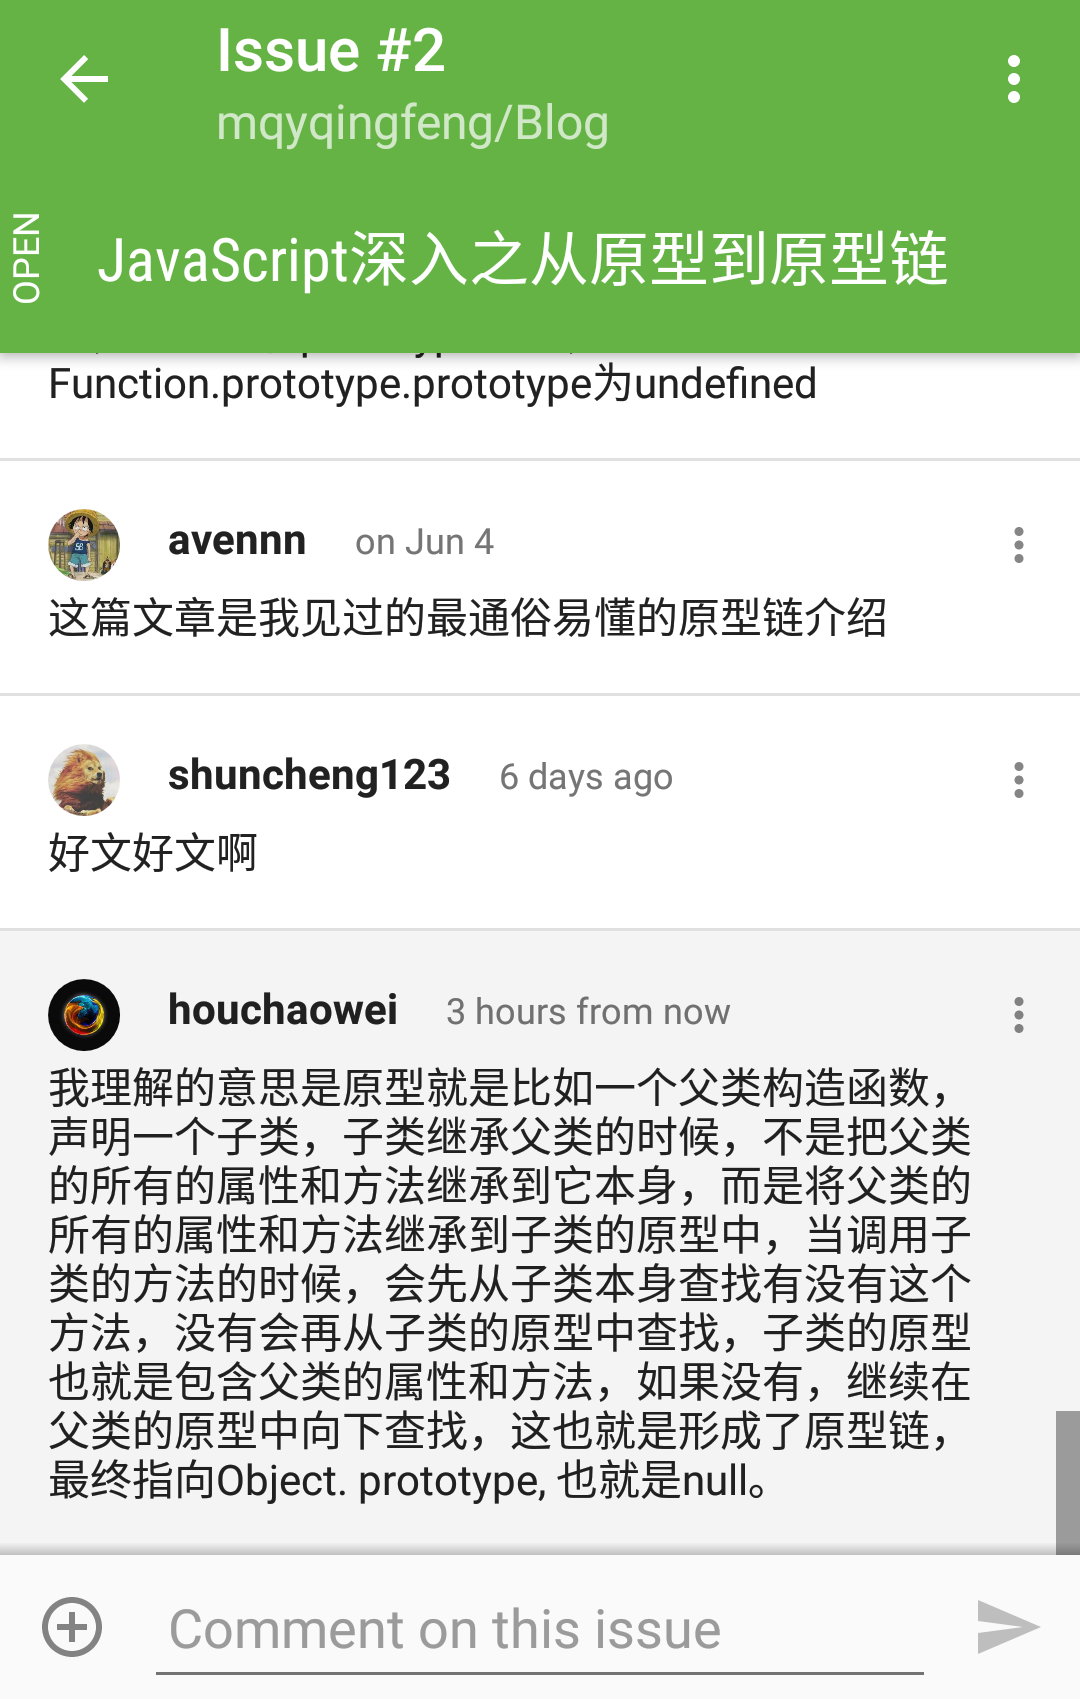 Issue #2
mqyqingfeng/Blog
OPEN
JavaScript深入之从原型到原型链
Function.prototype.prototype为undefined
avennn on Jun 4
这篇文章是我见过的最通俗易懂的原型链介绍
shuncheng123 6 days ago
好文好文啊
houchaowei 3 hours from now
我理解的意思是原型就是比如一个父类构造函数，
声明一个子类，子类继承父类的时候，不是把父类
的所有的属性和方法继承到它本身，而是将父类的
所有的属性和方法继承到子类的原型中，当调用子
类的方法的时候，会先从子类本身查找有没有这个
方法，没有会再从子类的原型中查找，子类的原型
也就是包含父类的属性和方法，如果没有，继续在
父类的原型中向下查找，这也就是形成了原型链，
最终指向Object. prototype, 也就是null。
Comment on this issue